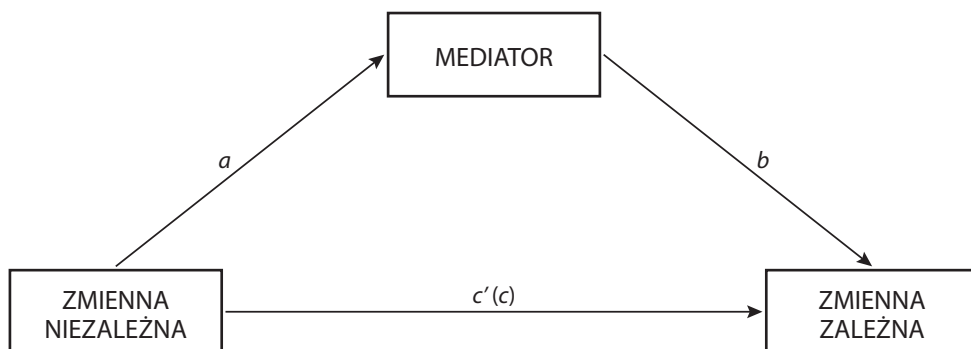 MEDIATOR
a
b
c’ (c)
ZMIENNA
NIEZALEŻNA
ZMIENNA
ZALEŻNA